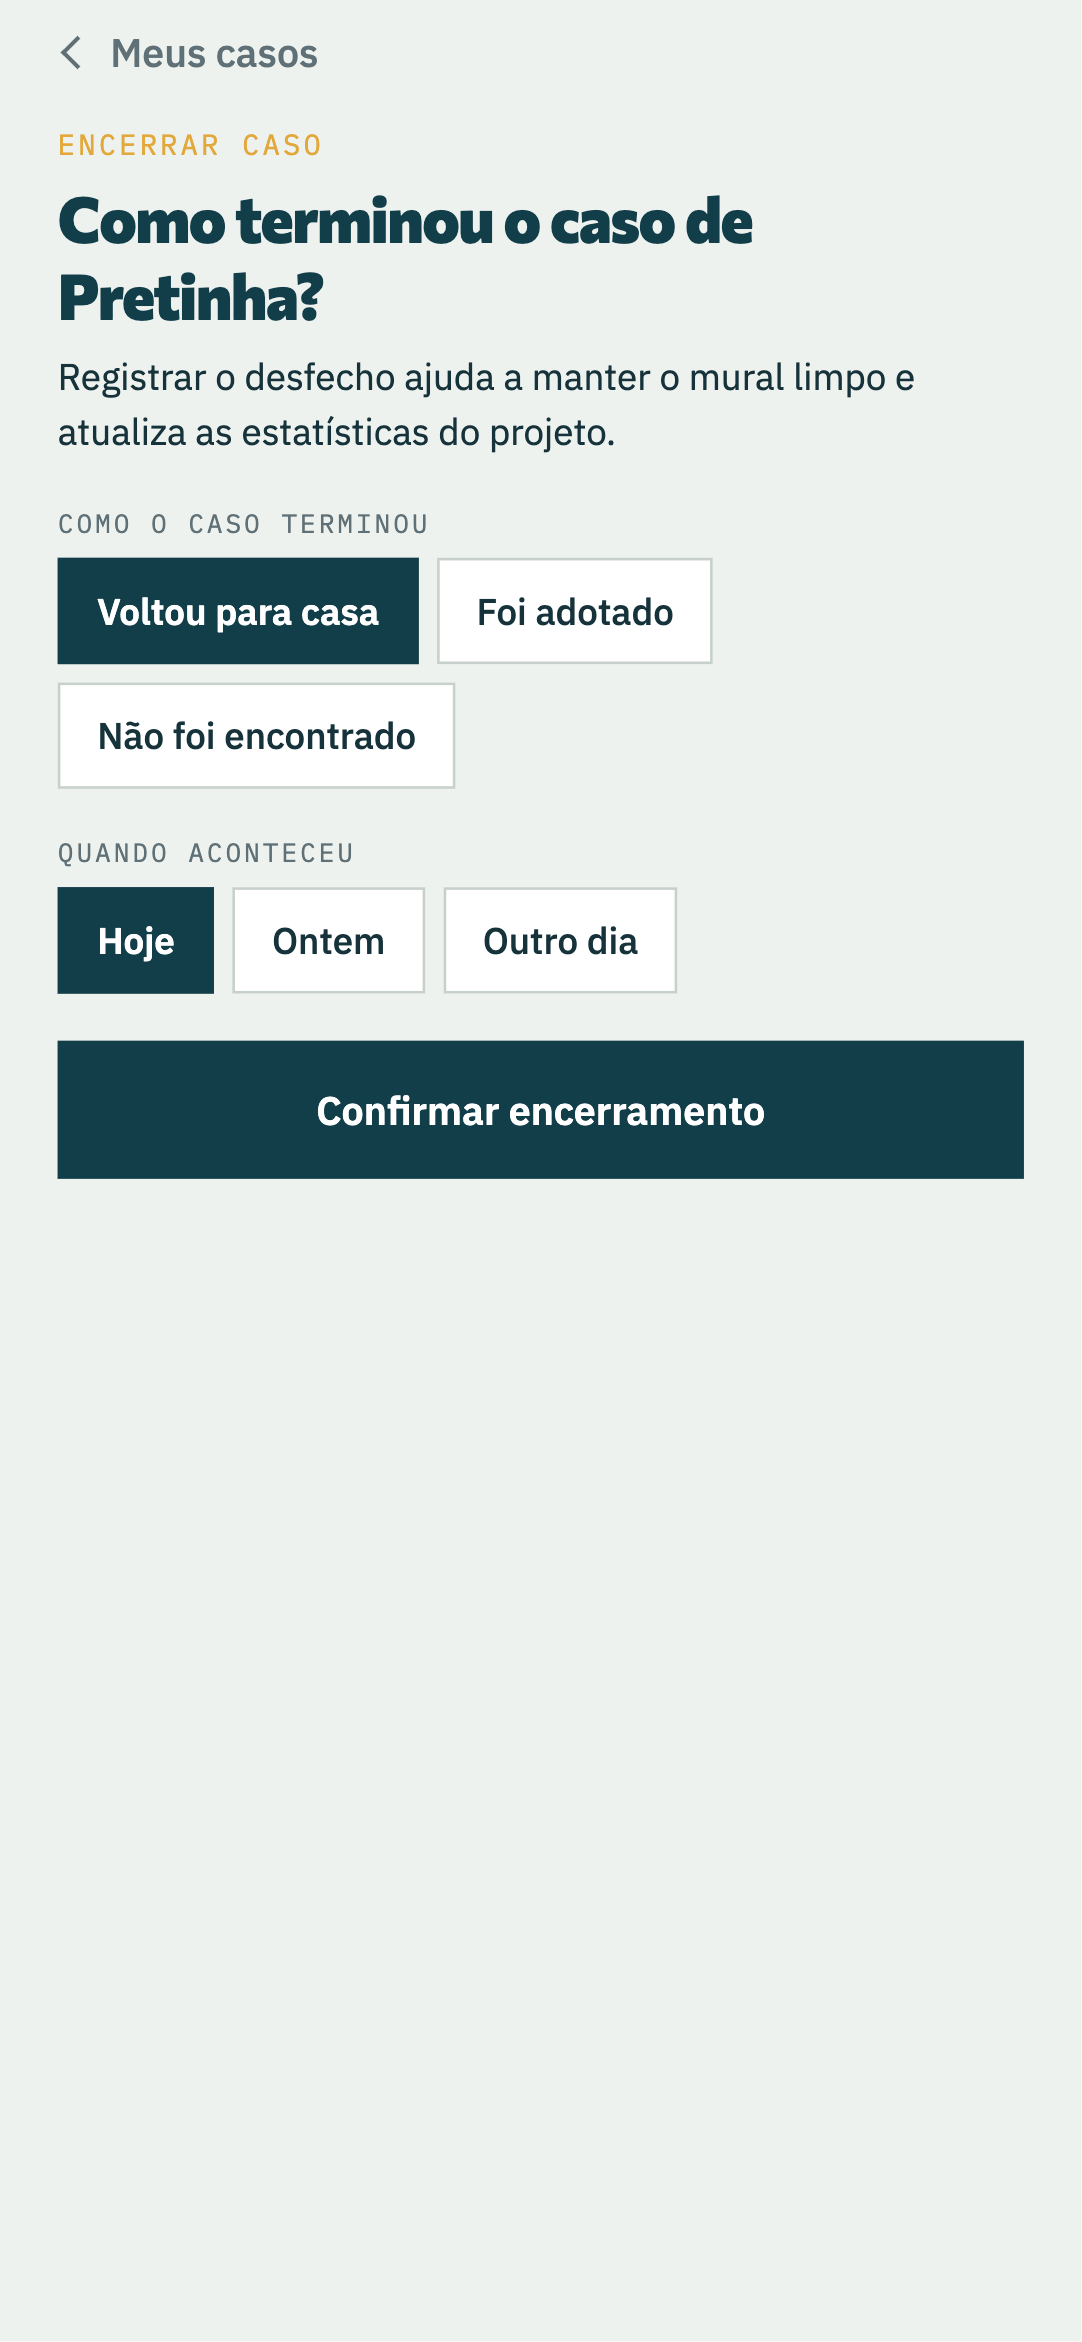 Meus casos
ENCERRAR CASO
Como terminou o caso de
Pretinha?
Registrar o desfecho ajuda a manter o mural limpo e
atualiza as estatísticas do projeto.
COMO O CASO TERMINOU
Voltou para casa
Foi adotado
Não foi encontrado
QUANDO ACONTECEU
Hoje
Ontem
Outro dia
Confirmar encerramento